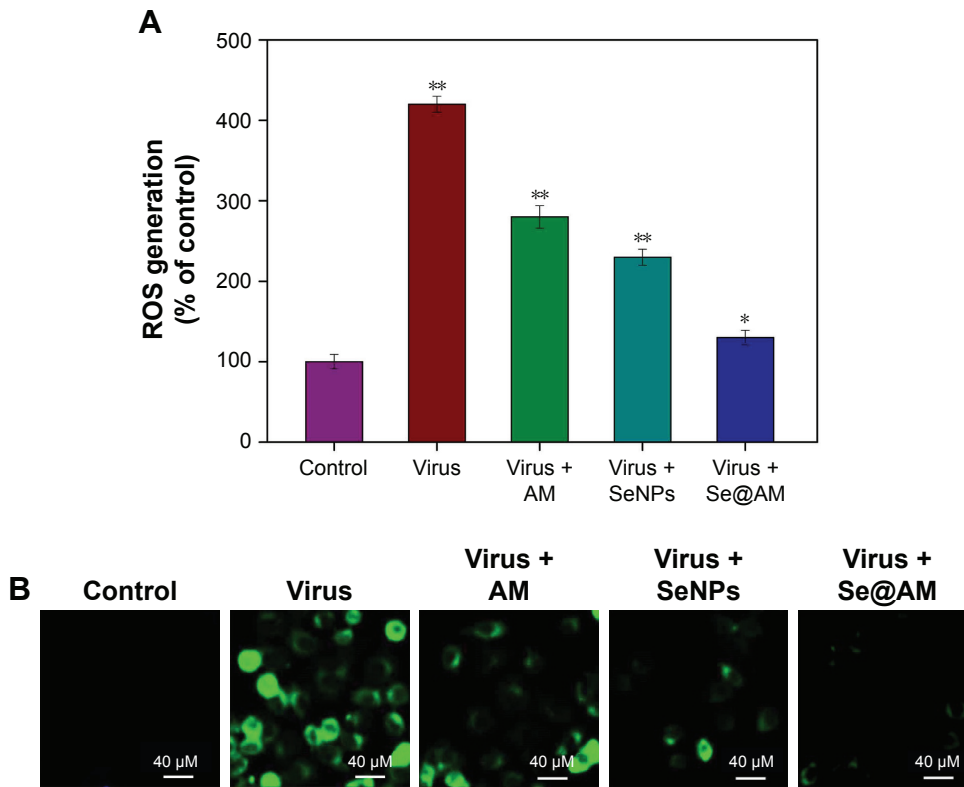 A
ROS generation
(% of control)
500
400
300
200
100
0
**
**
**
*
Control
Virus
Virus +
AM
Virus +
SeNPs
Virus +
Se@AM
B
Control
Virus
Virus +
AM
Virus +
SeNPs
Virus +
Se@AM
40 µM
40 µM
40 µM
40 µM
40 µM